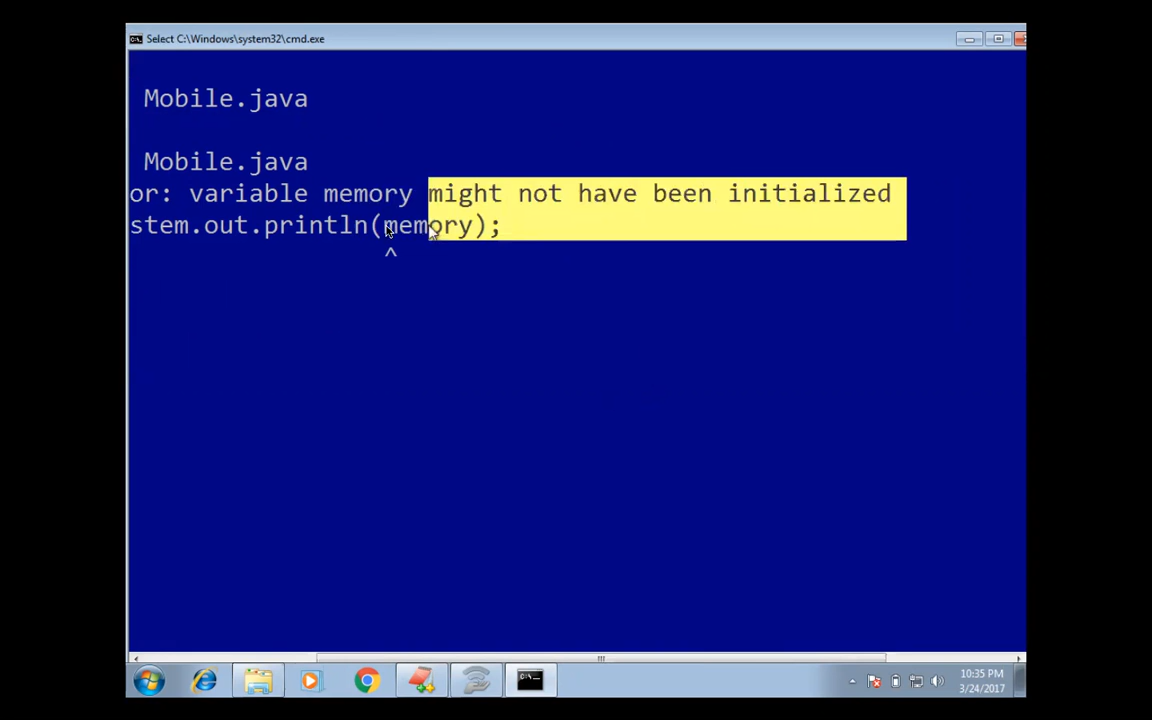 Select C:\Windows\system32\cmd.exe
Mobile.java
Mobile.java
or: variable memory might not have been initialized
stem.out.println(memory);
^
10:35 PM
3/24/2017